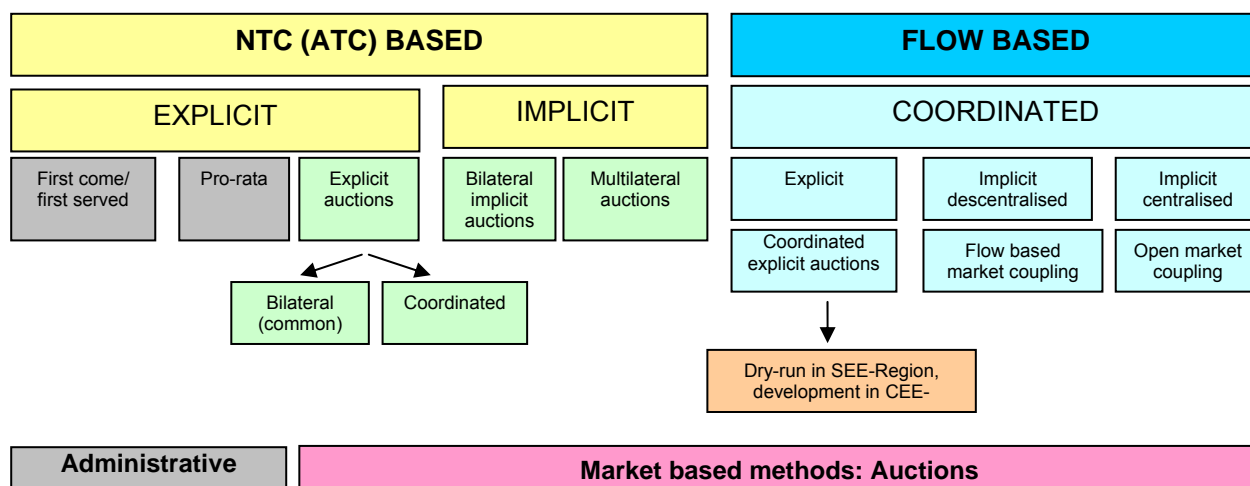 NTC (ATC) BASED
FLOW BASED
EXPLICIT
IMPLICIT
COORDINATED
First come/
first served
Pro-rata
Explicit
auctions
Bilateral
implicit
auctions
Multilateral
auctions
Explicit
Implicit
descentralised
Implicit
centralised
Coordinated
explicit auctions
Flow based
market coupling
Open market
coupling
Bilateral
(common)
Coordinated
Dry-run in SEE-Region,
development in CEE-
Administrative
Market based methods: Auctions